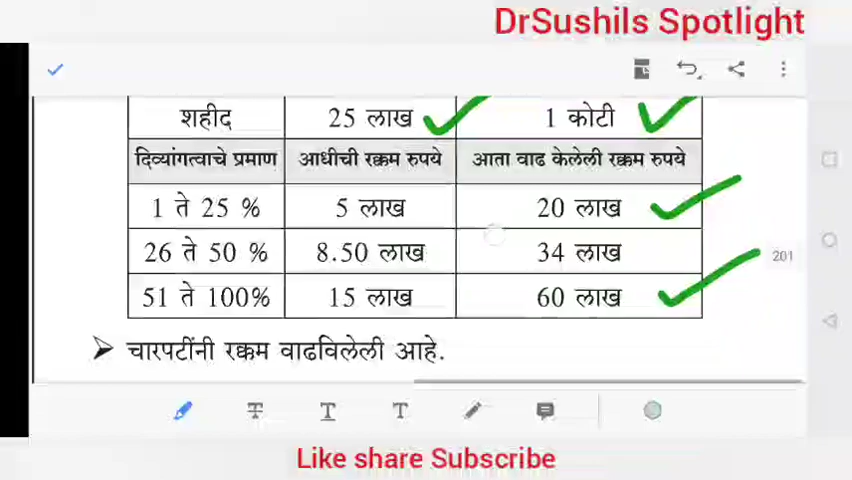 DrSushils Spotlight
शहीद 25 लाख 1 कोटी
दिव्यांगत्वाचे प्रमाण आधीची रक्कम रुपये आता वाढ केलेली रक्कम रुपये
1 ते 25 % 5 लाख 20 लाख
26 ते 50 % 8.50 लाख 34 लाख
201
51 ते 100% 15 लाख 60 लाख
चारपटींनी रक्कम वाढविलेली आहे.
T T T
Like share Subscribe